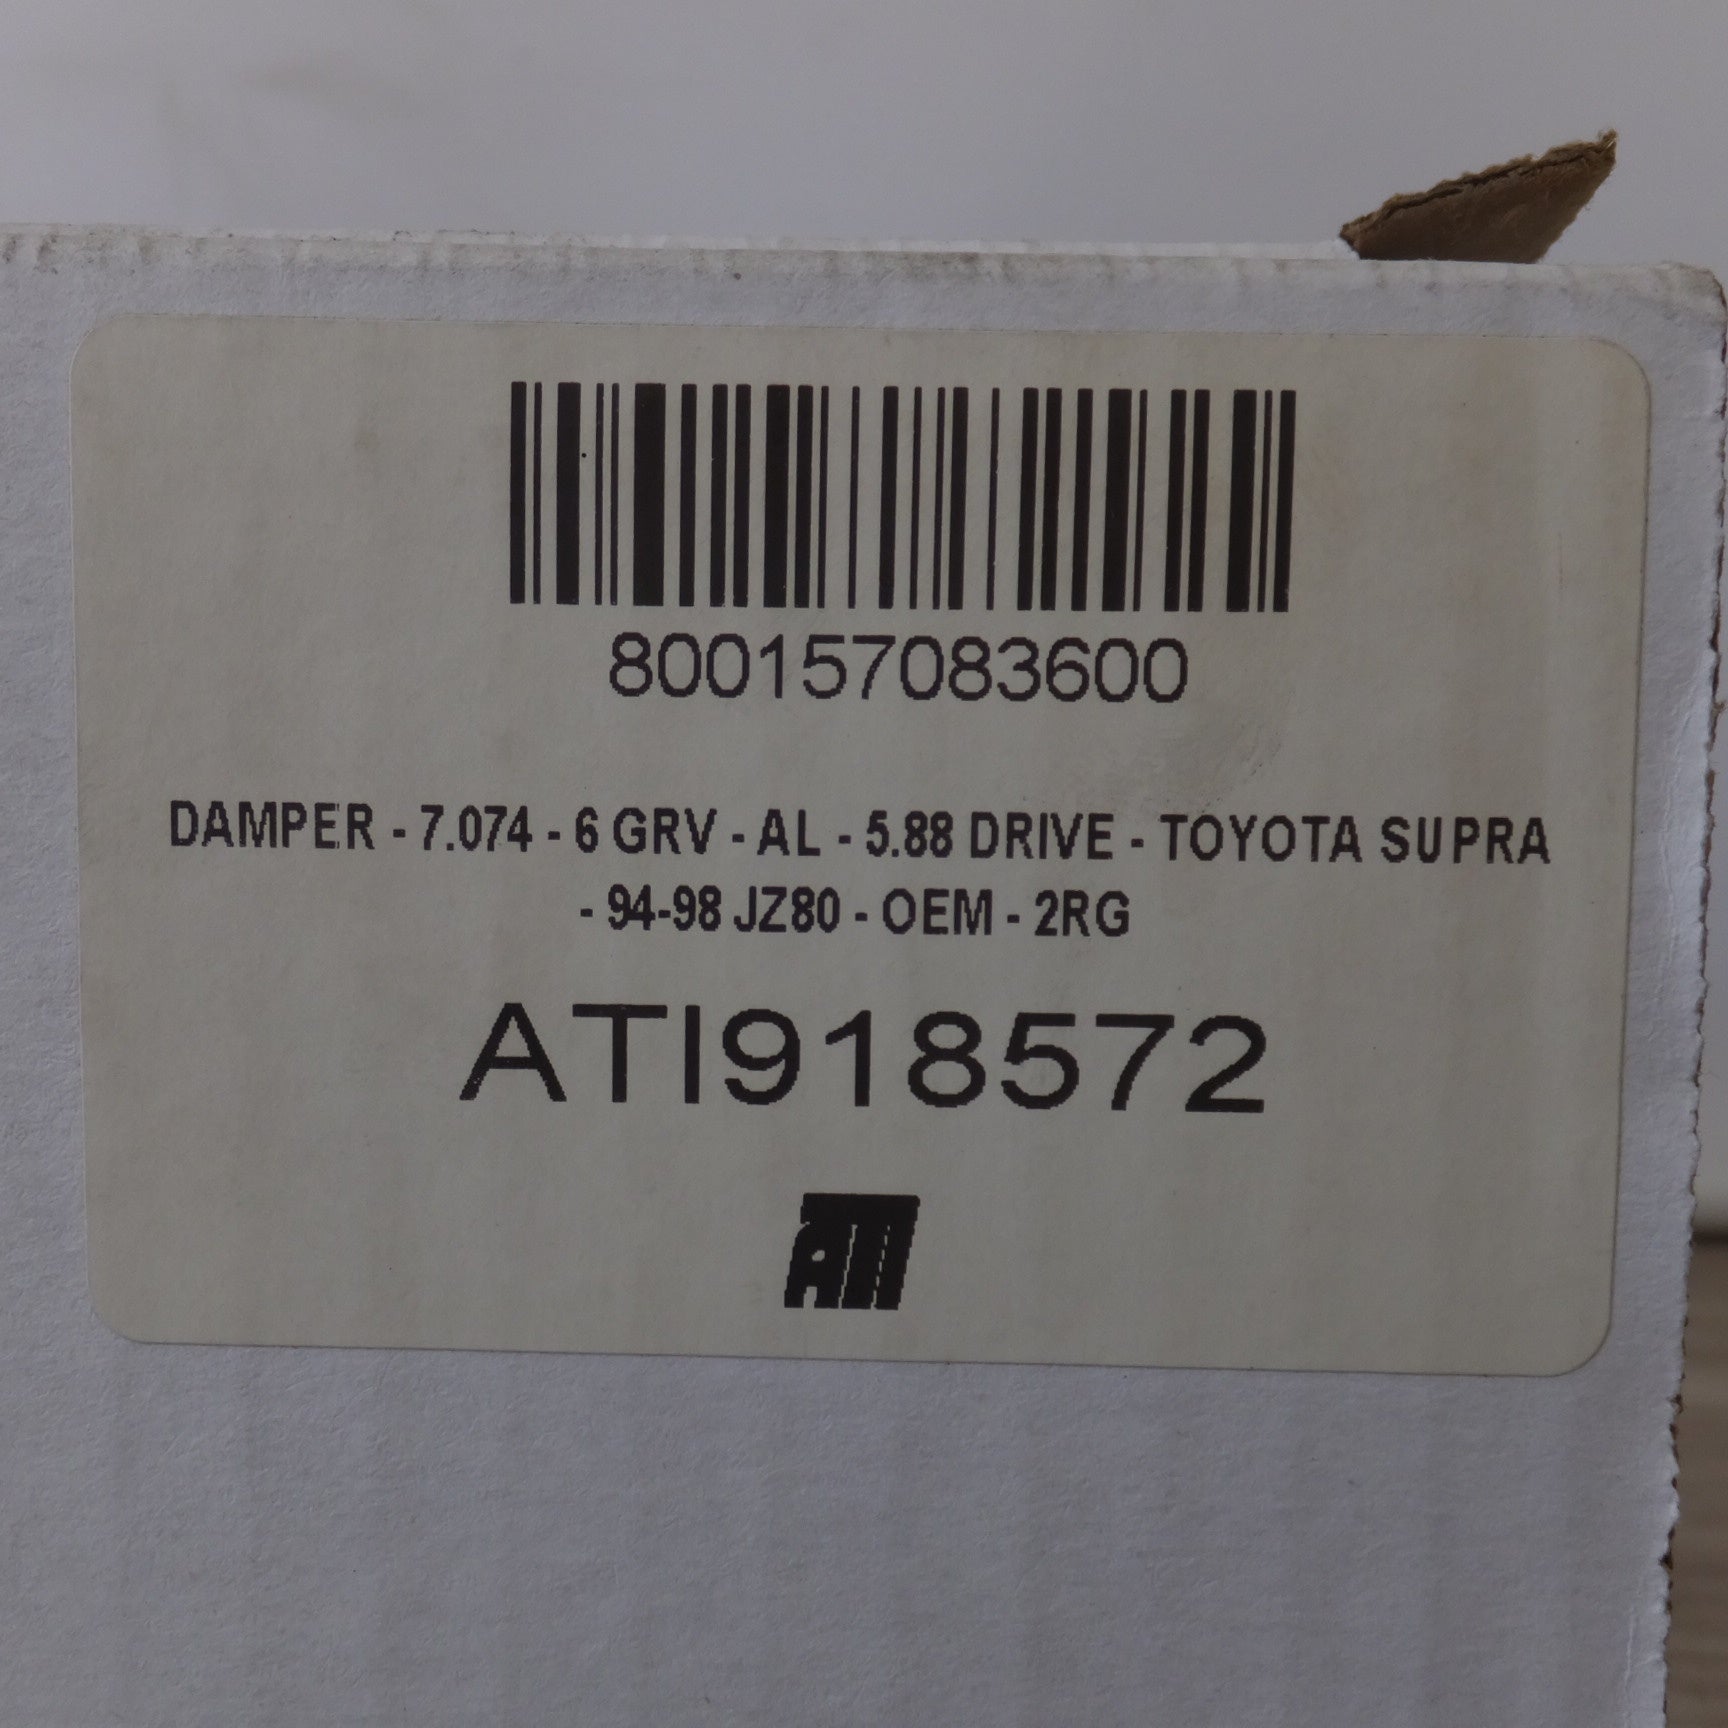 800157083600
DAMPER - 7.074 - 6 GRV - AL - 5.88 DRIVE - TOYOTA SUPRA
- 94-98 JZ80 - OEM - 2RG
ATI918572
ATI